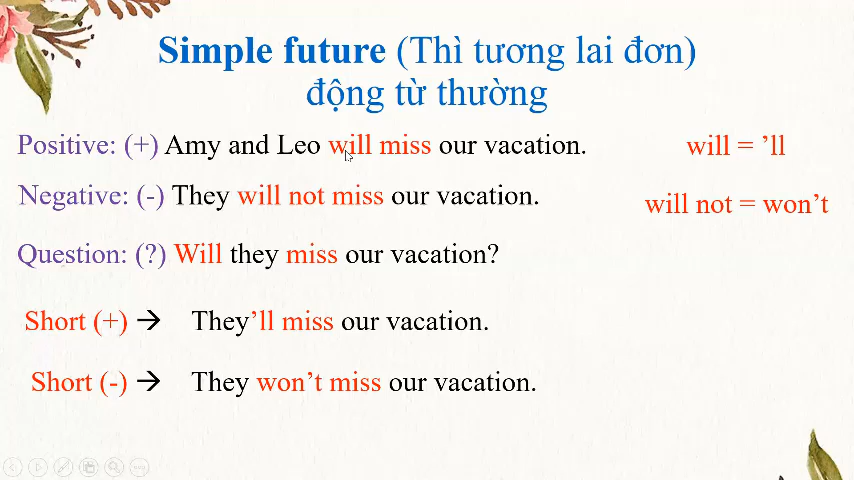 Simple future (Thì tương lai đơn)
động từ thường
Positive: (+) Amy and Leo will miss our vacation.
will = ’ll
Negative: (-) They will not miss our vacation.
will not = won’t
Question: (?) Will they miss our vacation?
Short (+) → They’ll miss our vacation.
Short (-) → They won’t miss our vacation.